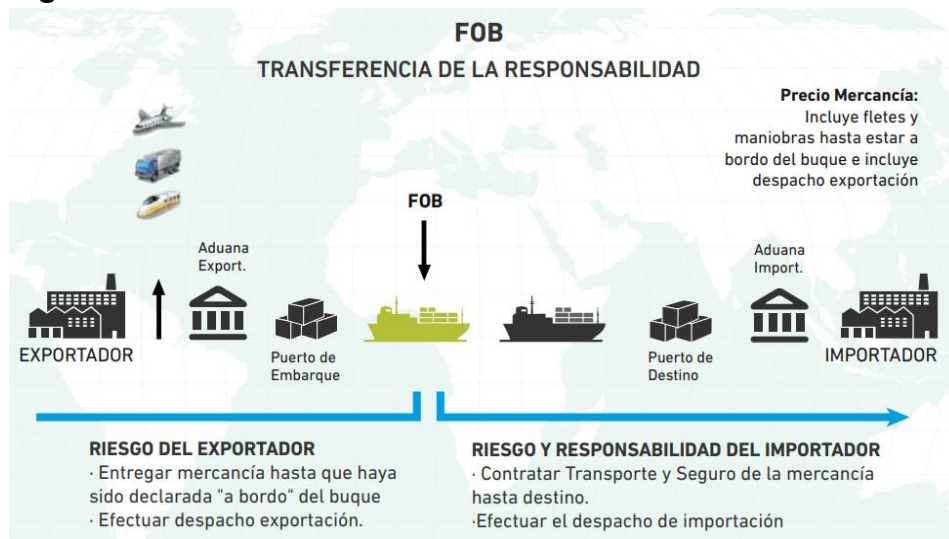 FOB
TRANSFERENCIA DE LA RESPONSABILIDAD
Precio Mercancía:
Incluye fletes y
maniobras hasta estar a
bordo del buque e incluye
despacho exportación
FOB
Aduana
Export.
Aduana
Import.
EXPORTADOR
Puerto de
Embarque
Puerto de
Destino
IMPORTADOR
RIESGO DEL EXPORTADOR
· Entregar mercancía hasta que haya
sido declarada "a bordo" del buque
· Efectuar despacho exportación.
RIESGO Y RESPONSABILIDAD DEL IMPORTADOR
· Contratar Transporte y Seguro de la mercancía
hasta destino.
·Efectuar el despacho de importación